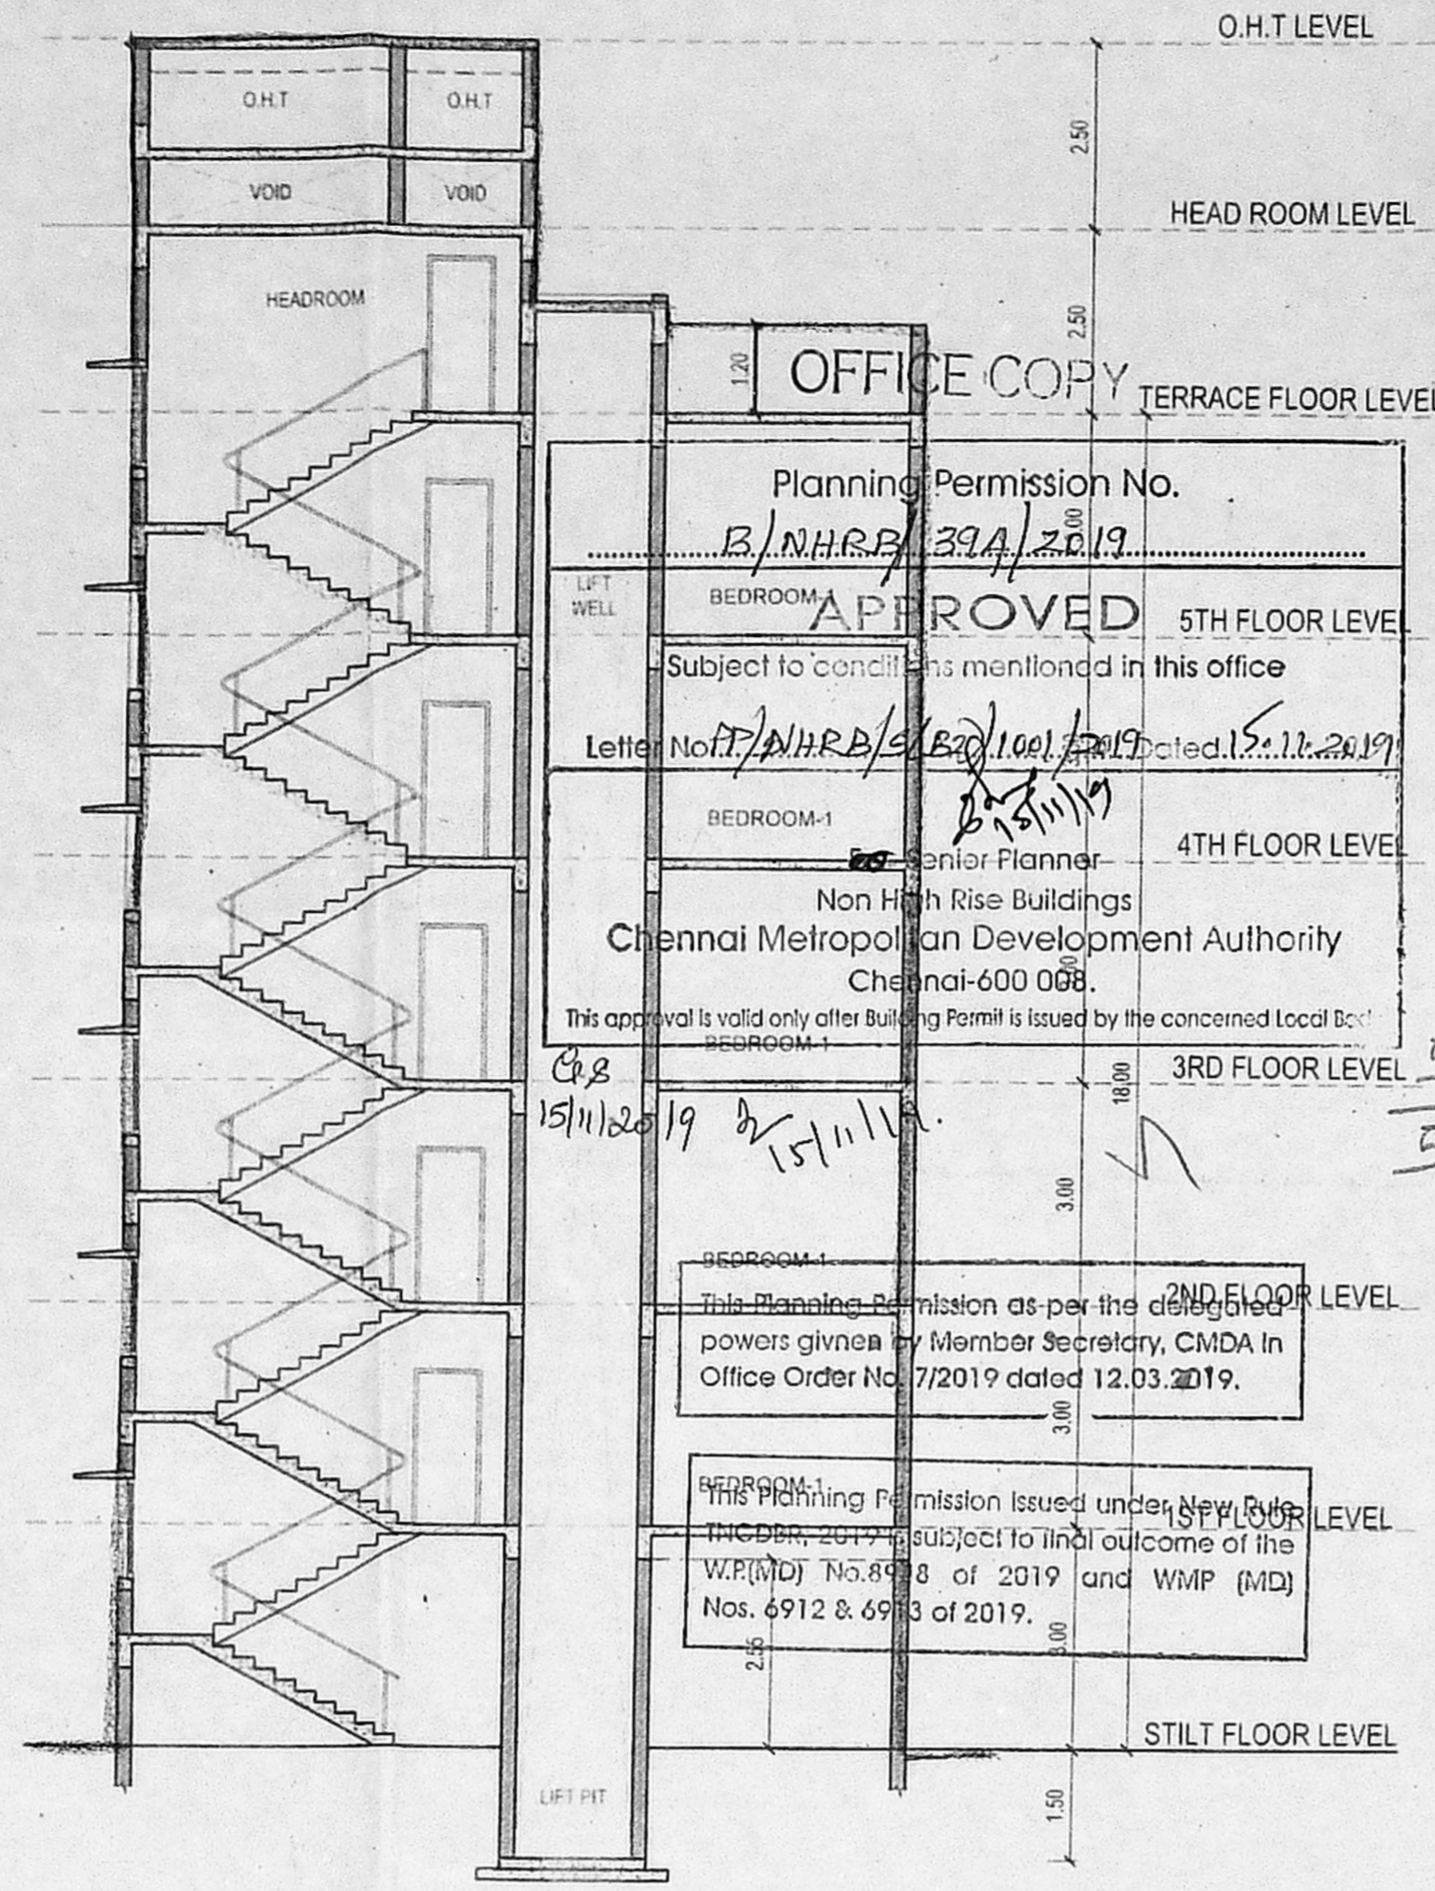 O.H.T LEVEL
O.H.T
O.H.T
2.50
VOID
VOID
HEAD ROOM LEVEL
HEADROOM
2.50
1.20
OFFICE COPY
TERRACE FLOOR LEVEL
Planning Permission No.
B/NHRB/39A/2019
LIFT
WELL
BEDROOM-1
APPROVED
5TH FLOOR LEVEL
Subject to conditions mentioned in this office
Letter No PP/NHRB/S/ /1001/2019 Dated 15.11.2019
15/11/19
BEDROOM-1
Senior Planner
4TH FLOOR LEVEL
Non High Rise Buildings
Chennai Metropolitan Development Authority
Chennai-600 008.
This approval is valid only after Building Permit is issued by the concerned Local
BEDROOM-1
3RD FLOOR LEVEL
18.00
15/11/2019
15/11/19.
3.00
BEDROOM-1
2ND FLOOR LEVEL
This Planning Permission as per the delegated
powers givnen by Member Secretary, CMDA in
Office Order No. 7/2019 dated 12.03.2019.
3.00
BEDROOM-1
This Planning Permission issued under New Rule
1ST FLOOR LEVEL
TNCDBR, 2019 is subject to final outcome of the
W.P.(MD) No.8948 of 2019 and WMP (MD)
Nos. 6912 & 6913 of 2019.
3.00
STILT FLOOR LEVEL
LIFT PIT
1.50